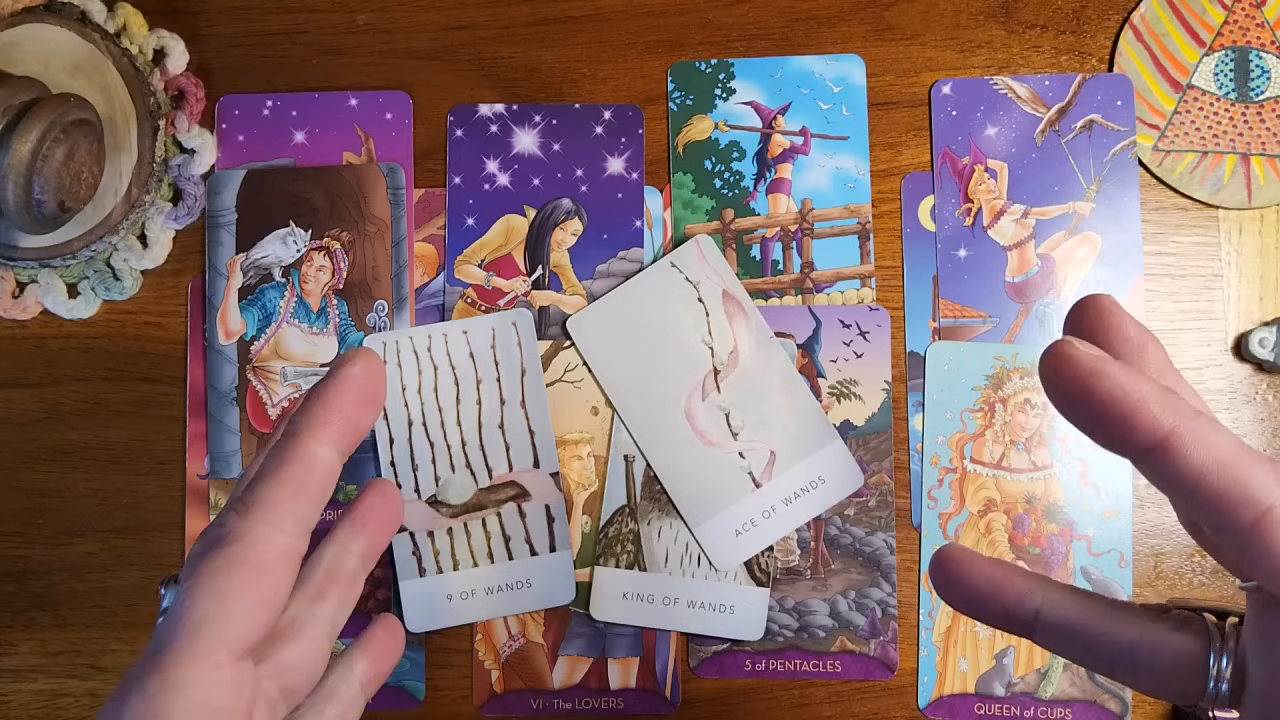 ACE OF WANDS
9 OF WANDS
KING OF WANDS
5 of PENTACLES
VI - The LOVERS
QUEEN of CUPS